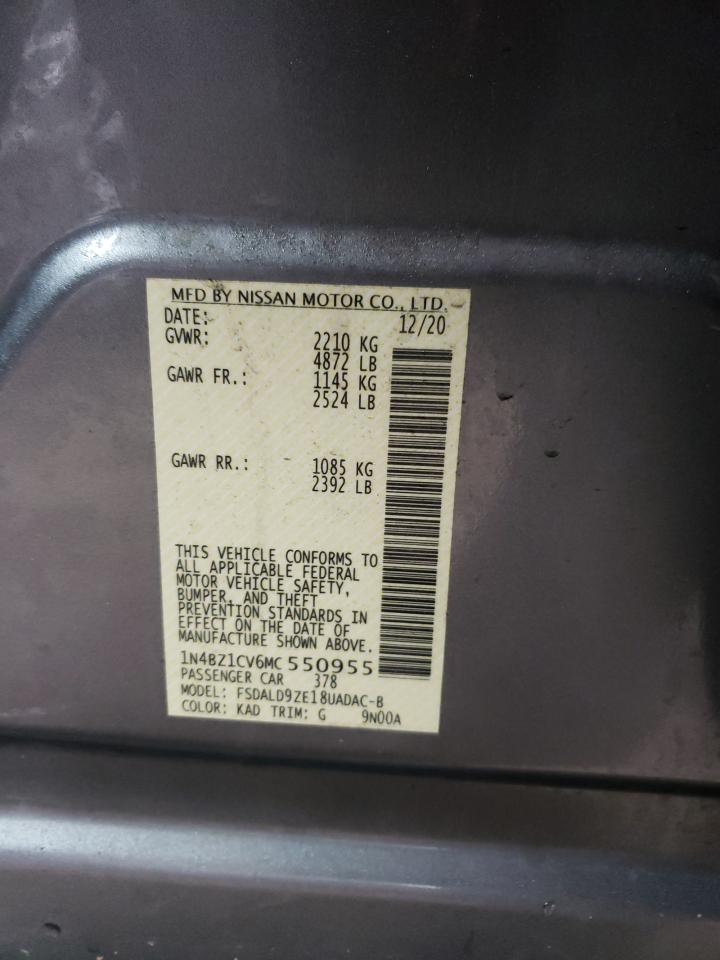 MFD BY NISSAN MOTOR CO., LTD.
DATE: 12/20
GVWR: 2210 KG
4872 LB
GAWR FR.: 1145 KG
2524 LB
GAWR RR.: 1085 KG
2392 LB
THIS VEHICLE CONFORMS TO
ALL APPLICABLE FEDERAL
MOTOR VEHICLE SAFETY,
BUMPER, AND THEFT
PREVENTION STANDARDS IN
EFFECT ON THE DATE OF
MANUFACTURE SHOWN ABOVE.
1N4BZ1CV6MC 550955
PASSENGER CAR 378
MODEL: FSDALD9ZE18UADAC-B
COLOR: KAD TRIM: G 9N00A